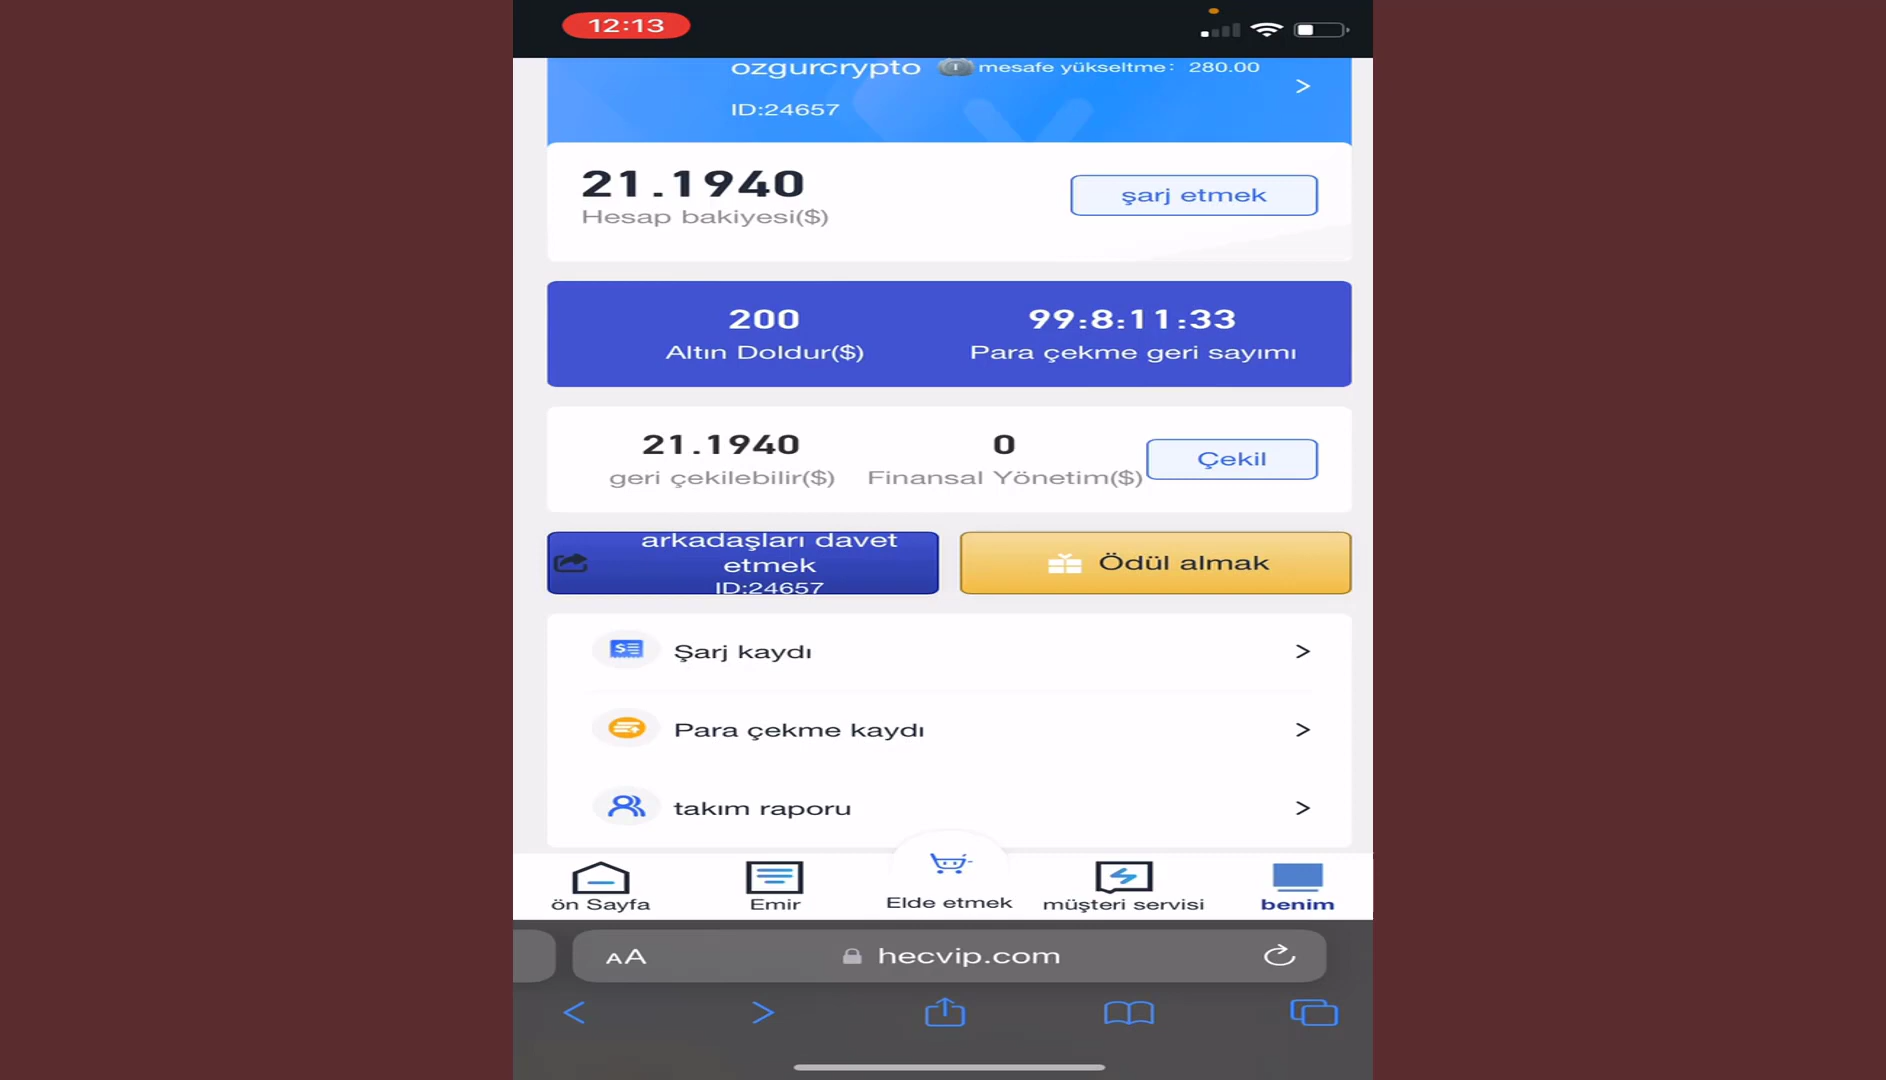 12:13
ozgurcrypto mesafe yükseltme: 280.00
ID:24657
21.1940
Hesap bakiyesi($)
şarj etmek
200
Altın Doldur($)
99:8:11:33
Para çekme geri sayımı
21.1940
geri çekilebilir($)
0
Finansal Yönetim($)
Çekil
arkadaşları davet
etmek
ID:24657
Ödül almak
Şarj kaydı
Para çekme kaydı
takım raporu
ön Sayfa
Emir
Elde etmek
müşteri servisi
benim
AA
hecvip.com